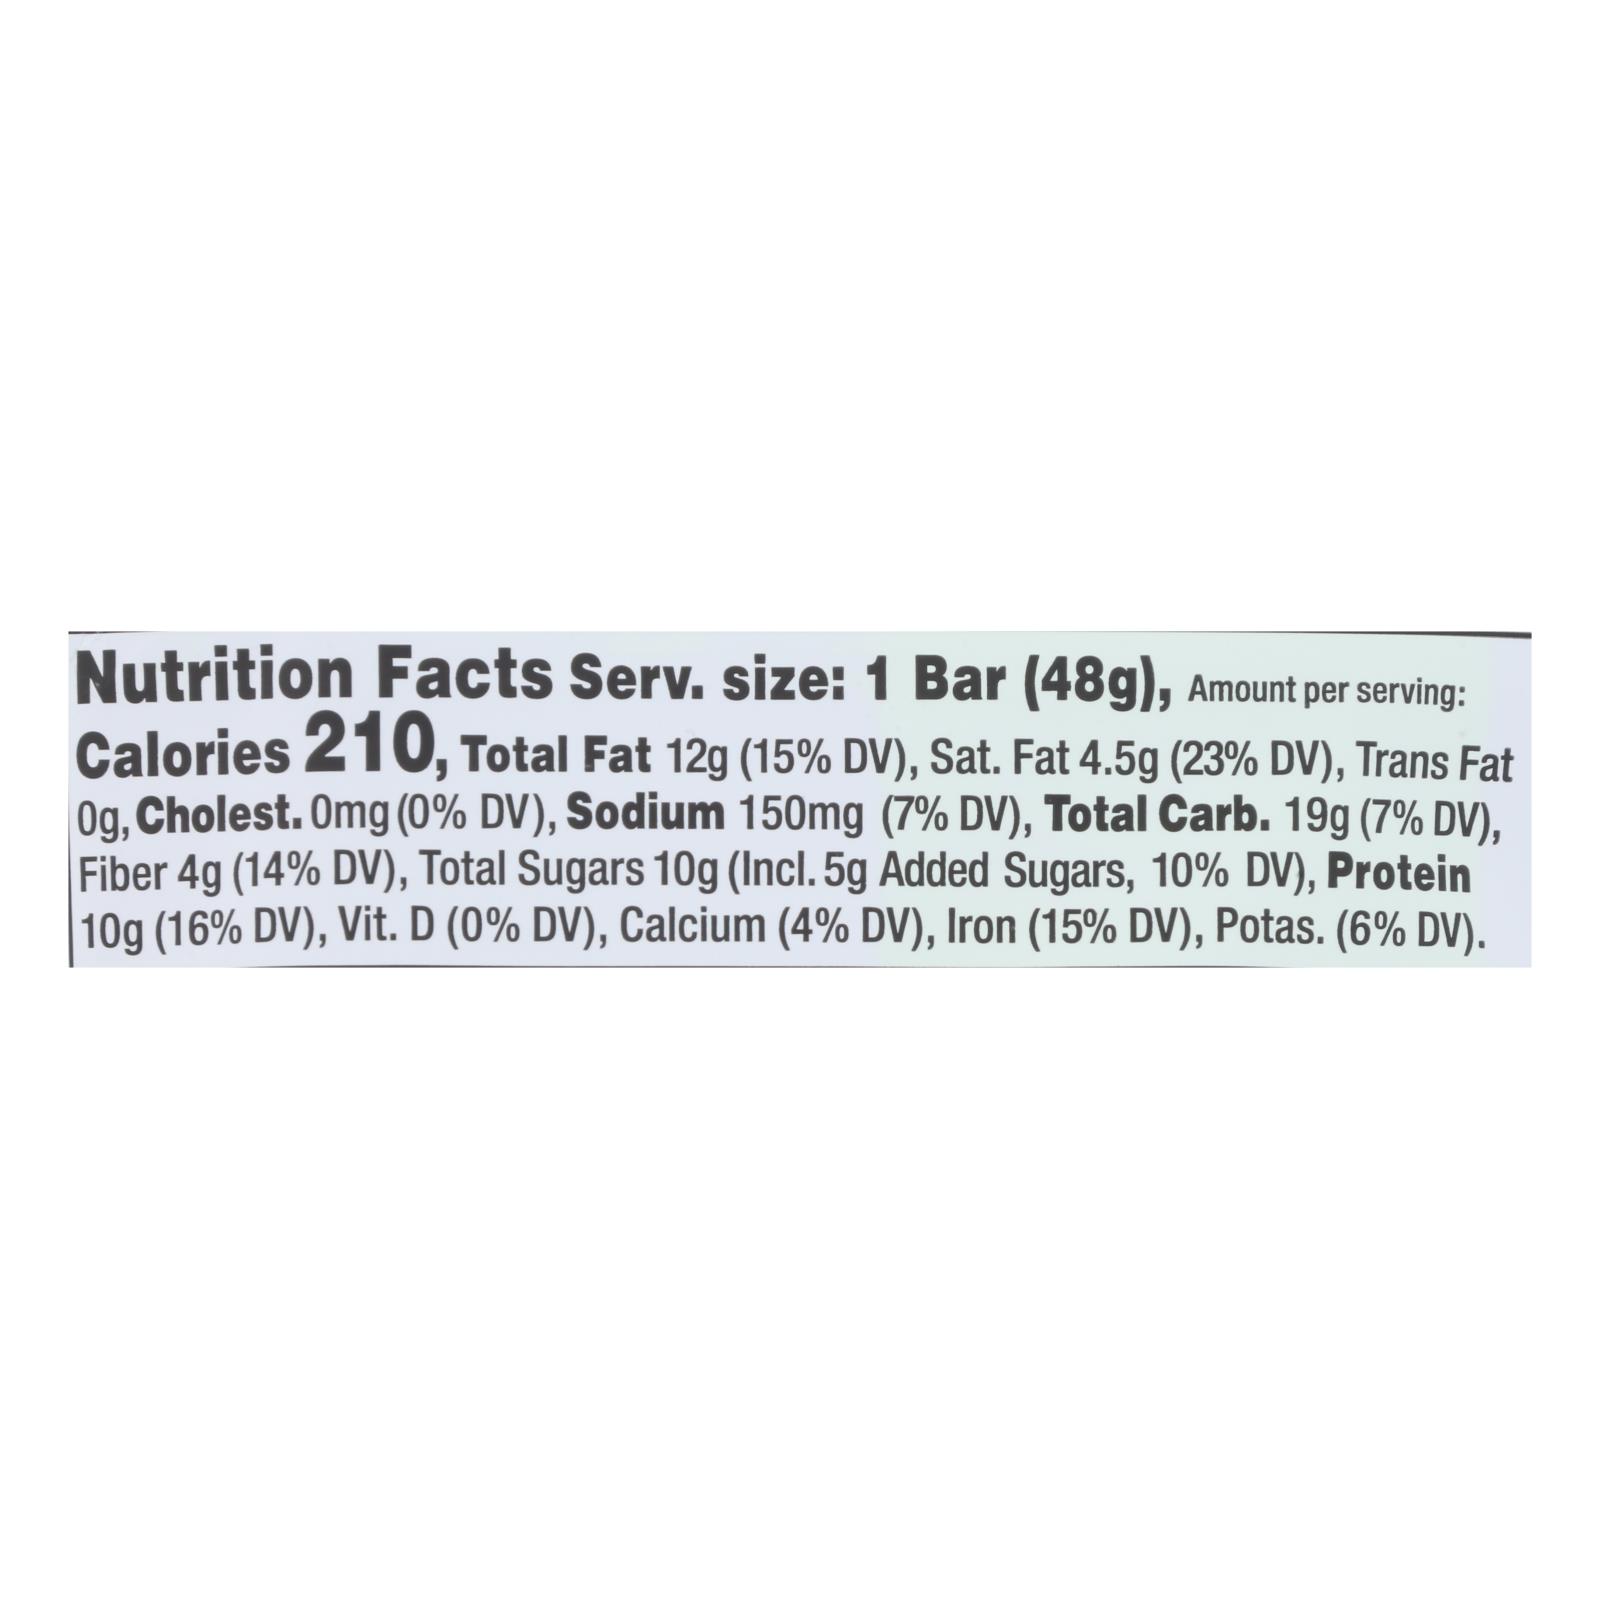 Nutrition Facts Serv. size: 1 Bar (48g), Amount per serving:
Calories 210, Total Fat 12g (15% DV), Sat. Fat 4.5g (23% DV), Trans Fat
0g, Cholest. 0mg (0% DV), Sodium 150mg (7% DV), Total Carb. 19g (7% DV),
Fiber 4g (14% DV), Total Sugars 10g (Incl. 5g Added Sugars, 10% DV), Protein
10g (16% DV), Vit. D (0% DV), Calcium (4% DV), Iron (15% DV), Potas. (6% DV).